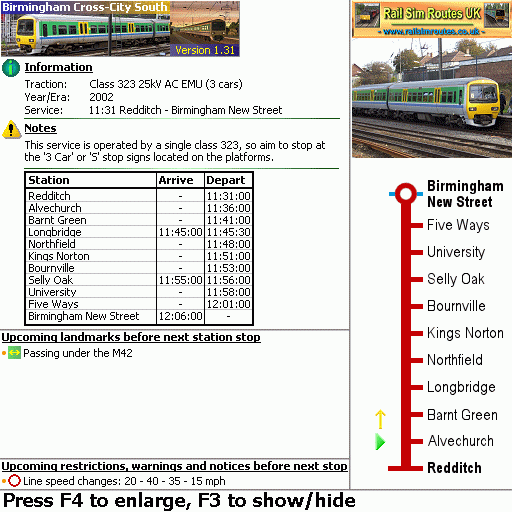 Birmingham Cross-City South
Version 1.31
Rail Sim Routes UK
- www.railsimroutes.co.uk -
Information
Traction: Class 323 25kV AC EMU (3 cars)
Year/Era: 2002
Service: 11:31 Redditch - Birmingham New Street
Notes
This service is operated by a single class 323, so aim to stop at
the '3 Car' or 'S' stop signs located on the platforms.
Station Arrive Depart
Redditch - 11:31:00
Alvechurch - 11:36:00
Barnt Green - 11:41:00
Longbridge 11:45:00 11:45:30
Northfield - 11:48:00
Kings Norton - 11:51:00
Bournville - 11:53:00
Selly Oak 11:55:00 11:56:00
University - 11:58:00
Five Ways - 12:01:00
Birmingham New Street 12:06:00 -
Upcoming landmarks before next station stop
Passing under the M42
Upcoming restrictions, warnings and notices before next stop
Line speed changes: 20 - 40 - 35 - 15 mph
Press F4 to enlarge, F3 to show/hide
Birmingham
New Street
Five Ways
University
Selly Oak
Bournville
Kings Norton
Northfield
Longbridge
Barnt Green
Alvechurch
Redditch